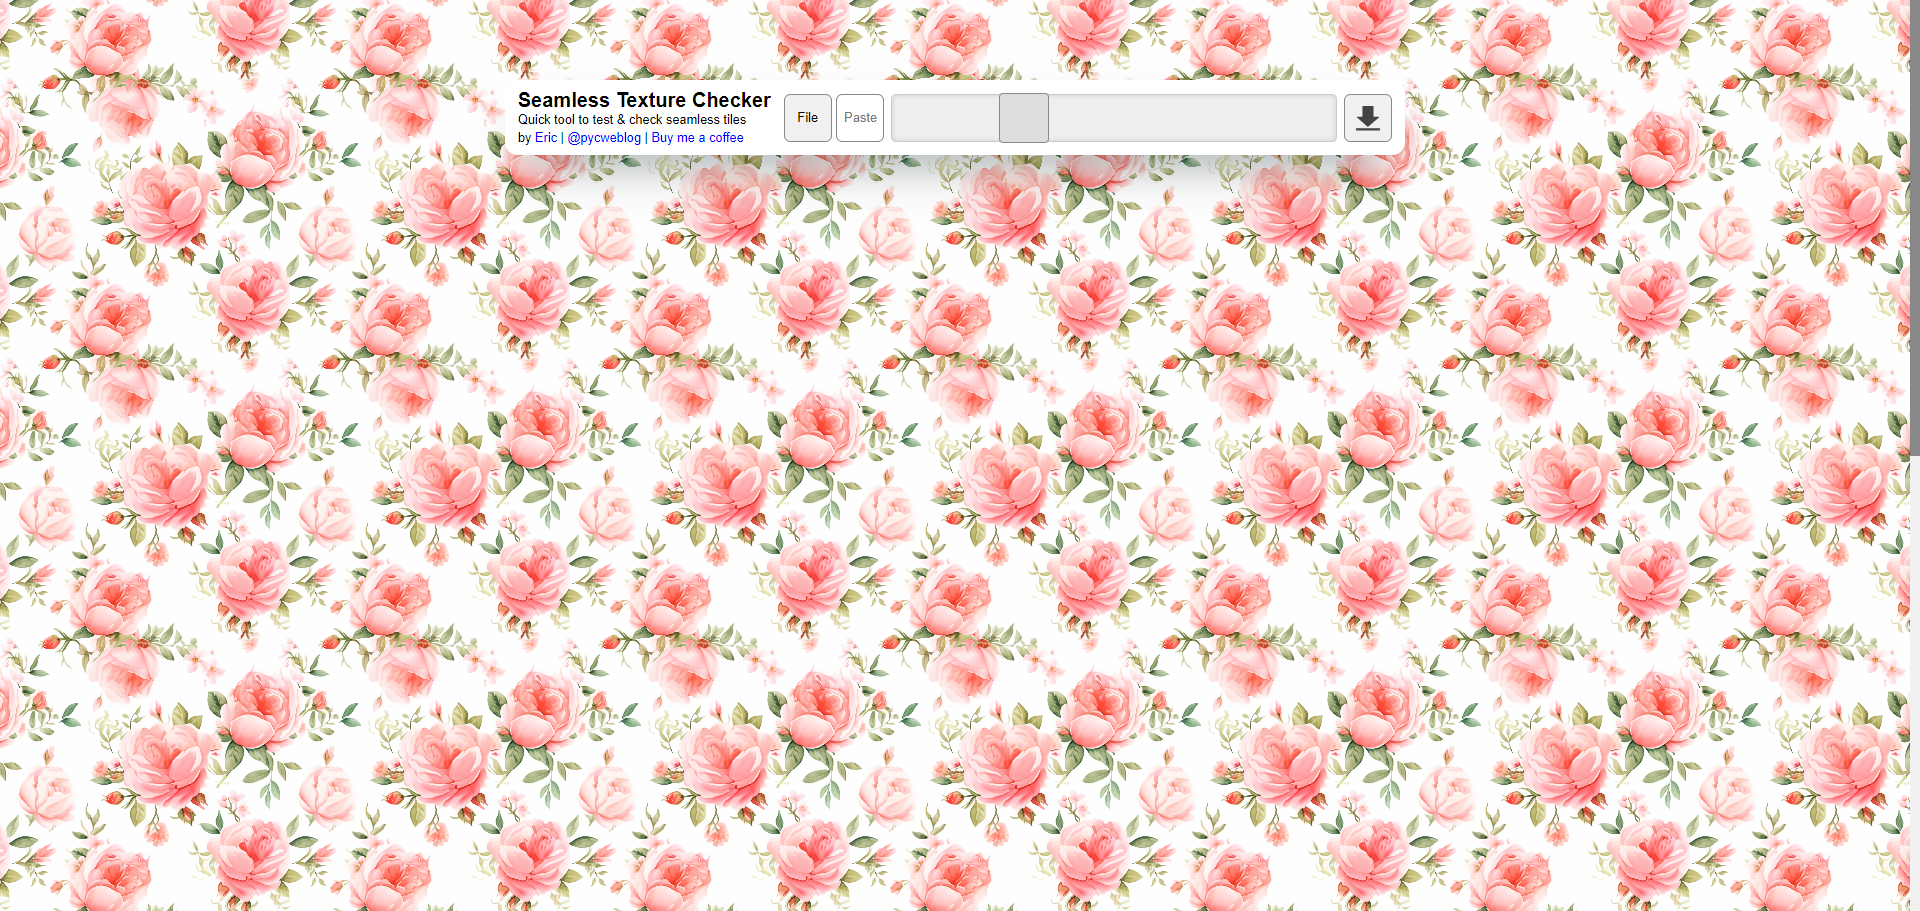 Seamless Texture Checker
Quick tool to test & check seamless tiles
by Eric | @pycweblog | Buy me a coffee
File
Paste